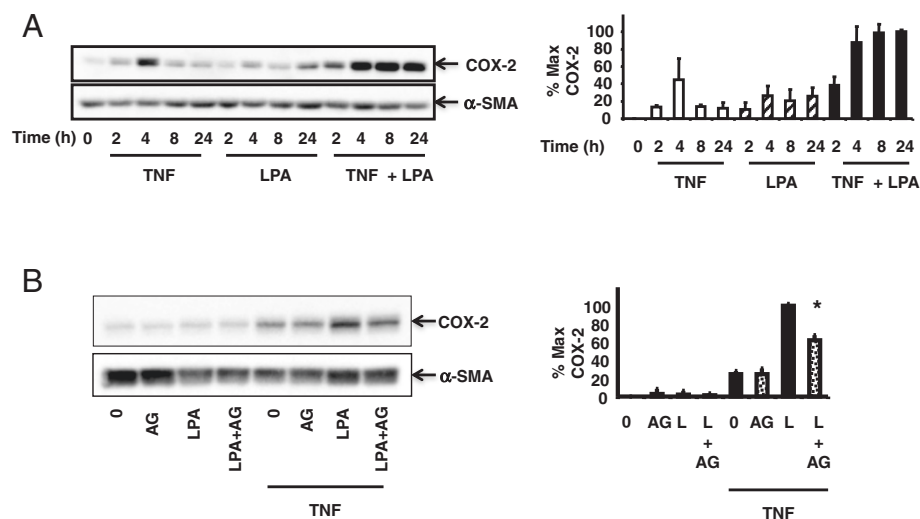 A
COX-2
α-SMA
Time (h) 0 2 4 8 24 2 4 8 24 2 4 8 24
TNF LPA TNF + LPA
% Max
COX-2
100
80
60
40
20
0
Time (h) 0 2 4 8 24 2 4 8 24 2 4 8 24
TNF LPA TNF + LPA
B
COX-2
α-SMA
0 AG LPA LPA+AG 0 AG LPA LPA+AG
TNF
% Max
COX-2
100
80
60
40
20
0
*
0 AG L L 0 AG L L
+ +
AG AG
TNF